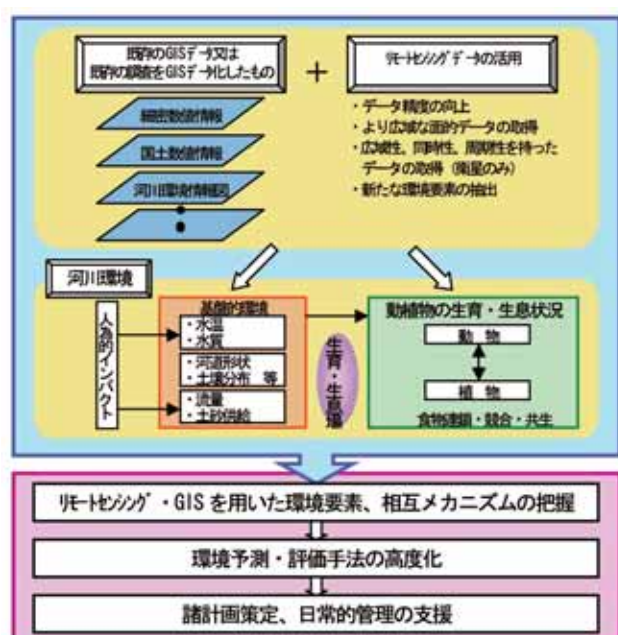 既存のGISデータ又は
既存の調査をGISデータ化したもの
+
ﾘﾓｰﾄｾﾝｼﾝｸﾞデータの活用
細密数値情報
国土数値情報
河川環境情報図
・データ精度の向上
・より広域な面的データの取得
・広域性、同時性、周期性を持った
データの取得（衛星のみ）
・新たな環境要素の抽出
河川環境
人為的インパクト
基盤的環境
・水温
・水質
・河道形状
・土壌分布 等
・流量
・土砂供給
生育・生息場
動植物の生育・生息状況
動 物
植 物
食物連鎖・競合・共生
ﾘﾓｰﾄｾﾝｼﾝｸﾞ・GISを用いた環境要素、相互メカニズムの把握
環境予測・評価手法の高度化
諸計画策定、日常的管理の支援